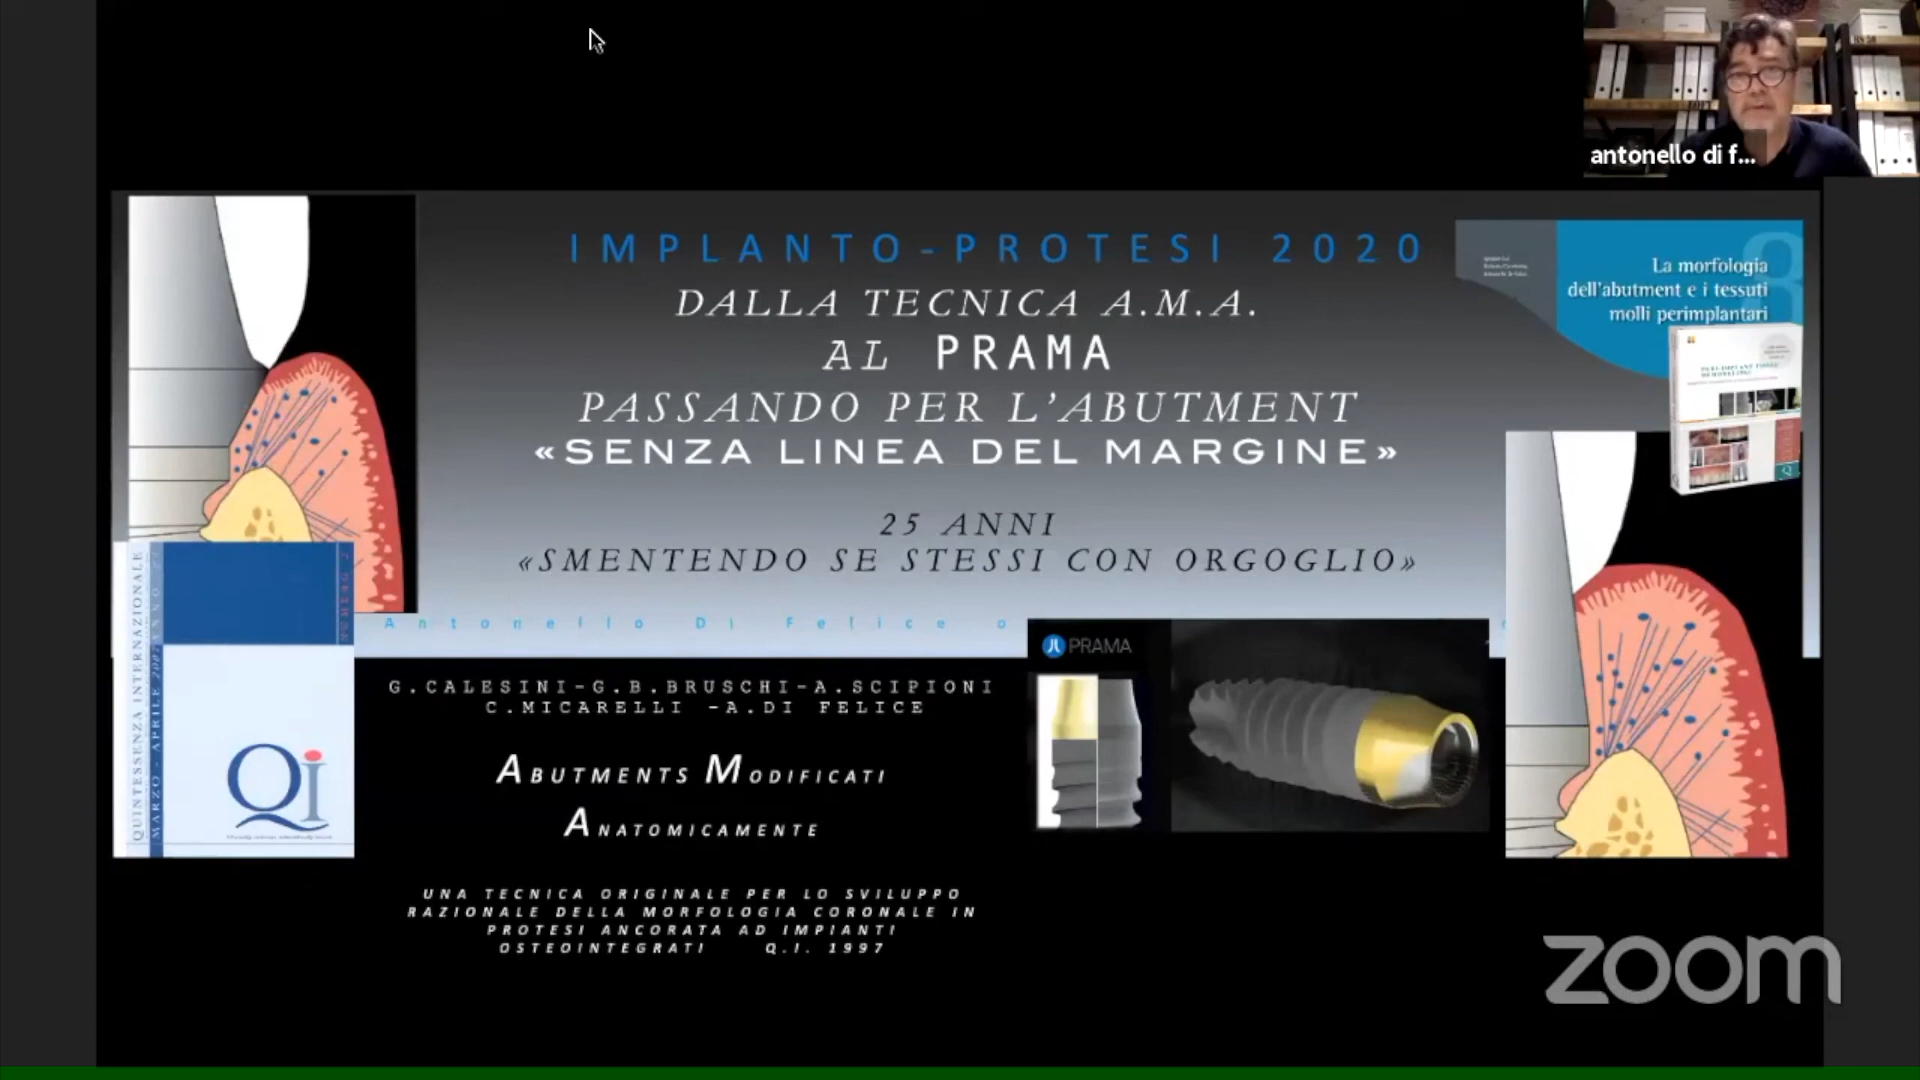 antonello di f...
IMPLANTO-PROTESI 2020
DALLA TECNICA A.M.A.
AL PRAMA
PASSANDO PER L'ABUTMENT
«SENZA LINEA DEL MARGINE»
25 ANNI
«SMENTENDO SE STESSI CON ORGOGLIO»
Antonello Di Felice o
8
La morfologia
dell'abutment e i tessuti
molli perimplantari
QUINTESSENZA INTERNAZIONALE
MARZO - APRILE
Qi
PRAMA
G.CALESINI-G.B.BRUSCHI-A.SCIPIONI
C.MICARELLI -A.DI FELICE
ABUTMENTS MODIFICATI
ANATOMICAMENTE
UNA TECNICA ORIGINALE PER LO SVILUPPO
RAZIONALE DELLA MORFOLOGIA CORONALE IN
PROTESI ANCORATA AD IMPIANTI
OSTEOINTEGRATI Q.I. 1997
zoom